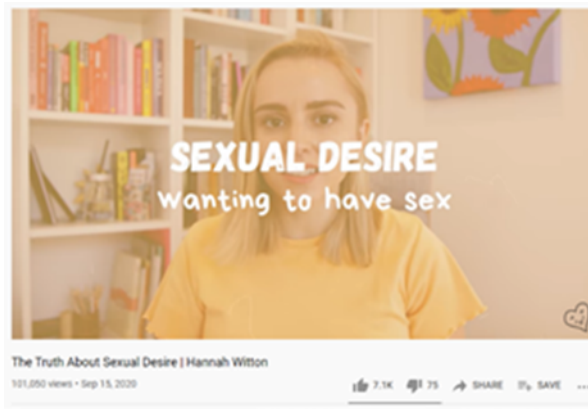 SEXUAL DESIRE
wanting to have sex
The Truth About Sexual Desire | Hannah Witton
101,050 views • Sep 15, 2020
7.1K 75 SHARE SAVE ...